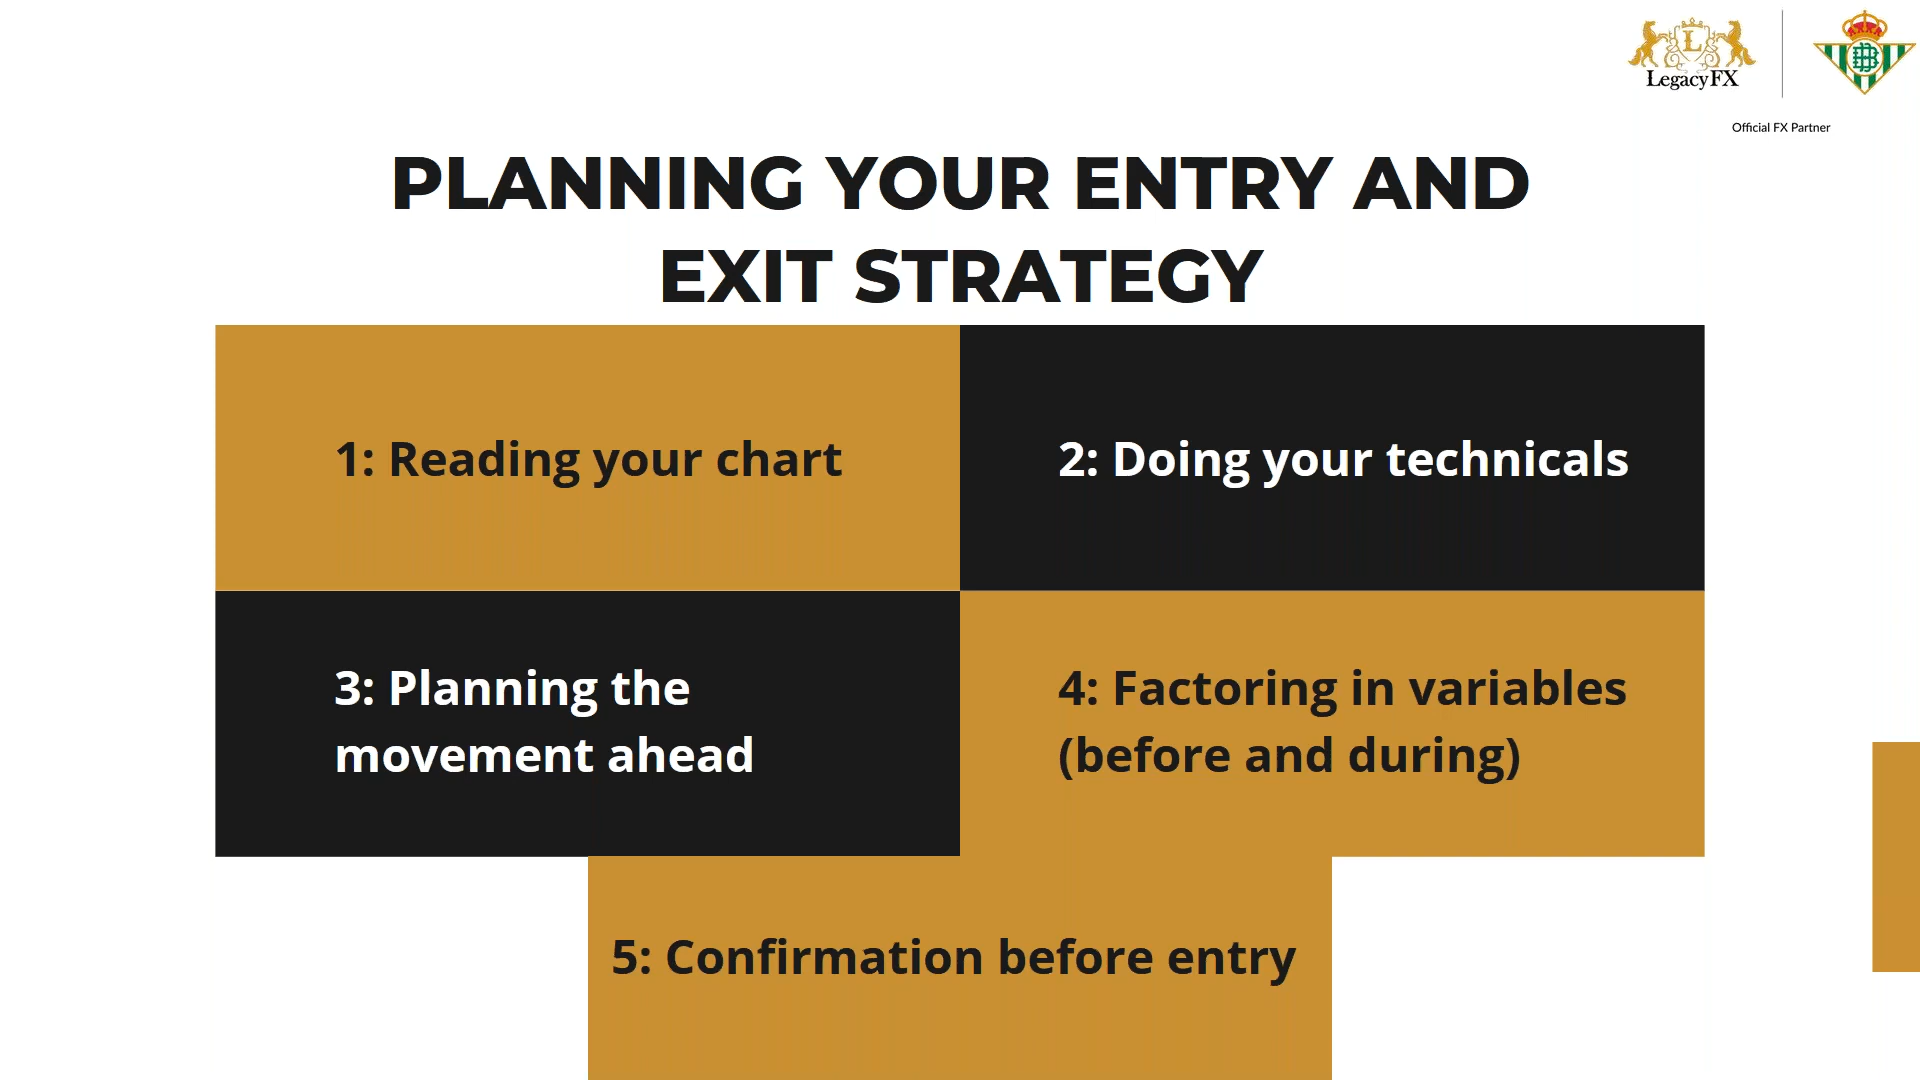 L
LegacyFX
Official FX Partner
PLANNING YOUR ENTRY AND
EXIT STRATEGY
1: Reading your chart
2: Doing your technicals
3: Planning the
movement ahead
4: Factoring in variables
(before and during)
5: Confirmation before entry